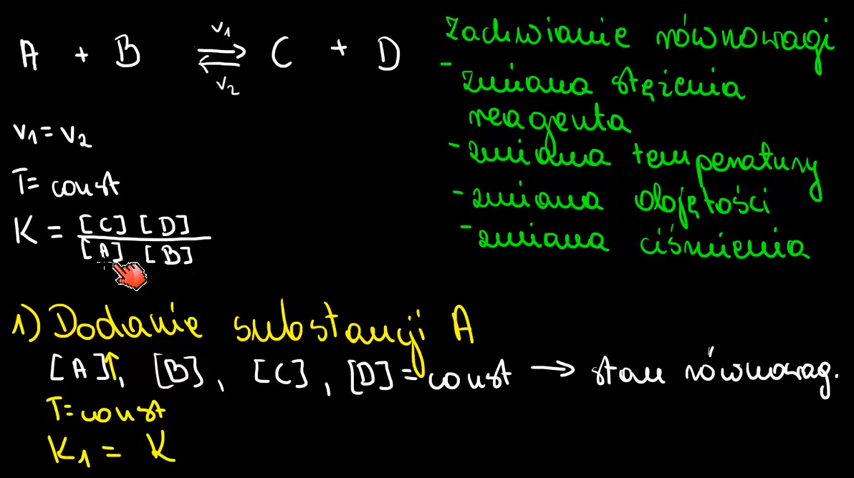 A + B ⇌ C + D
v1
v2
v1 = v2
T = const
K = [C] [D] / [A] [B]
Zachwianie równowagi
- zmiana stężenia
reagenta
- zmiana temperatury
- zmiana objętości
- zmiana ciśnienia
1) Dodanie substancji A
[A]↑, [B], [C], [D] = const → stan równowag.
T = const
K1 = K